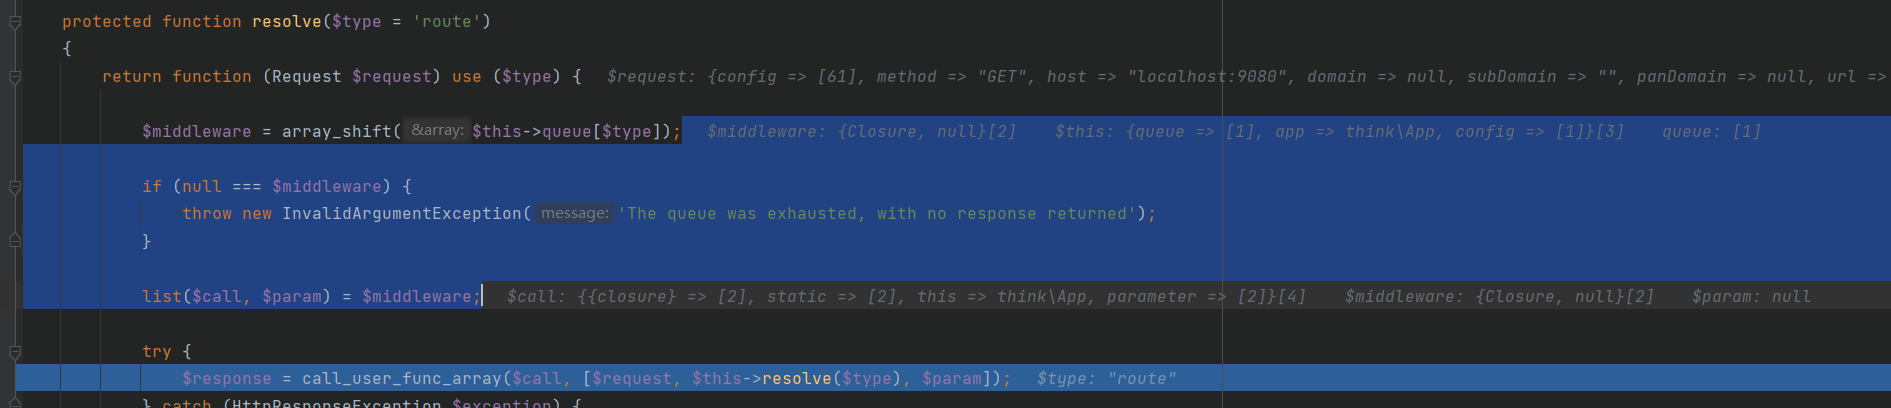 protected function resolve($type = 'route')
{
return function (Request $request) use ($type) {   $request: {config => [61], method => "GET", host => "localhost:9080", domain => null, subDomain => "", panDomain => null, url =>
$middleware = array_shift( &array: $this->queue[$type]);   $middleware: {Closure, null}[2]   $this: {queue => [1], app => think\App, config => [1]}[3]   queue: [1]
if (null === $middleware) {
throw new InvalidArgumentException( message: 'The queue was exhausted, with no response returned');
}
list($call, $param) = $middleware;   $call: {{closure} => [2], static => [2], this => think\App, parameter => [2]}[4]   $middleware: {Closure, null}[2]   $param: null
try {
$response = call_user_func_array($call, [$request, $this->resolve($type), $param]);   $type: "route"
} catch (HttpResponseException $exception) {